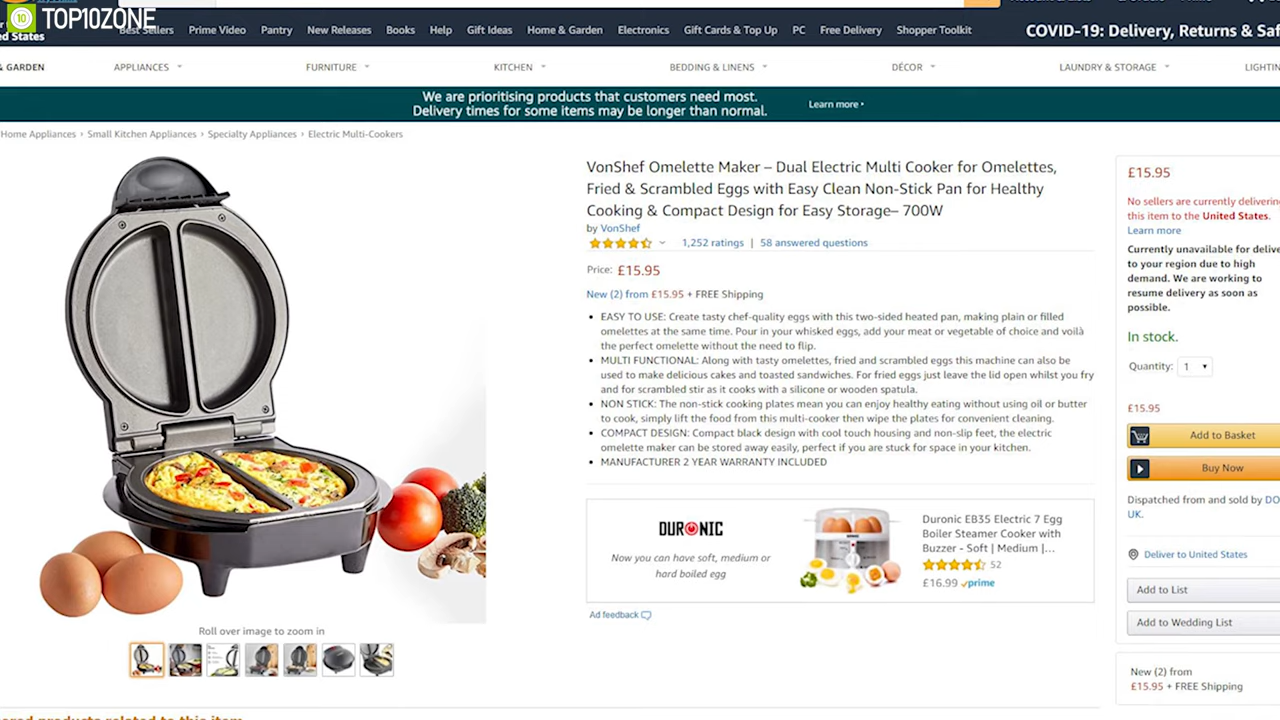 10 TOP10ZONE
Best Sellers Prime Video Pantry New Releases Books Help Gift Ideas Home & Garden Electronics Gift Cards & Top Up PC Free Delivery Shopper Toolkit
COVID-19: Delivery, Returns & Saf
ed States
& GARDEN APPLIANCES FURNITURE KITCHEN BEDDING & LINENS DÉCOR LAUNDRY & STORAGE LIGHTIN
We are prioritising products that customers need most.
Delivery times for some items may be longer than normal.
Learn more ›
Home Appliances › Small Kitchen Appliances › Specialty Appliances › Electric Multi-Cookers
VonShef Omelette Maker – Dual Electric Multi Cooker for Omelettes,
Fried & Scrambled Eggs with Easy Clean Non-Stick Pan for Healthy
Cooking & Compact Design for Easy Storage– 700W
by VonShef
1,252 ratings | 58 answered questions
Price: £15.95
New (2) from £15.95 + FREE Shipping
• EASY TO USE: Create tasty chef-quality eggs with this two-sided heated pan, making plain or filled
omelettes at the same time. Pour in your whisked eggs, add your meat or vegetable of choice and voilà
the perfect omelette without the need to flip.
• MULTI FUNCTIONAL: Along with tasty omelettes, fried and scrambled eggs this machine can also be
used to make delicious cakes and toasted sandwiches. For fried eggs just leave the lid open whilst you fry
and for scrambled stir as it cooks with a silicone or wooden spatula.
• NON STICK: The non-stick cooking plates mean you can enjoy healthy eating without using oil or butter
to cook, simply lift the food from this multi-cooker then wipe the plates for convenient cleaning.
• COMPACT DESIGN: Compact black design with cool touch housing and non-slip feet, the electric
omelette maker can be stored away easily, perfect if you are stuck for space in your kitchen.
• MANUFACTURER 2 YEAR WARRANTY INCLUDED
DURONIC
Now you can have soft, medium or
hard boiled egg
Duronic EB35 Electric 7 Egg
Boiler Steamer Cooker with
Buzzer - Soft | Medium |...
52
£16.99 prime
Ad feedback
Roll over image to zoom in
£15.95
No sellers are currently delivering
this item to the United States.
Learn more
Currently unavailable for delive
to your region due to high
demand. We are working to
resume delivery as soon as
possible.
In stock.
Quantity: 1
£15.95
Add to Basket
Buy Now
Dispatched from and sold by DO
UK.
Deliver to United States
Add to List
Add to Wedding List
New (2) from
£15.95 + FREE Shipping